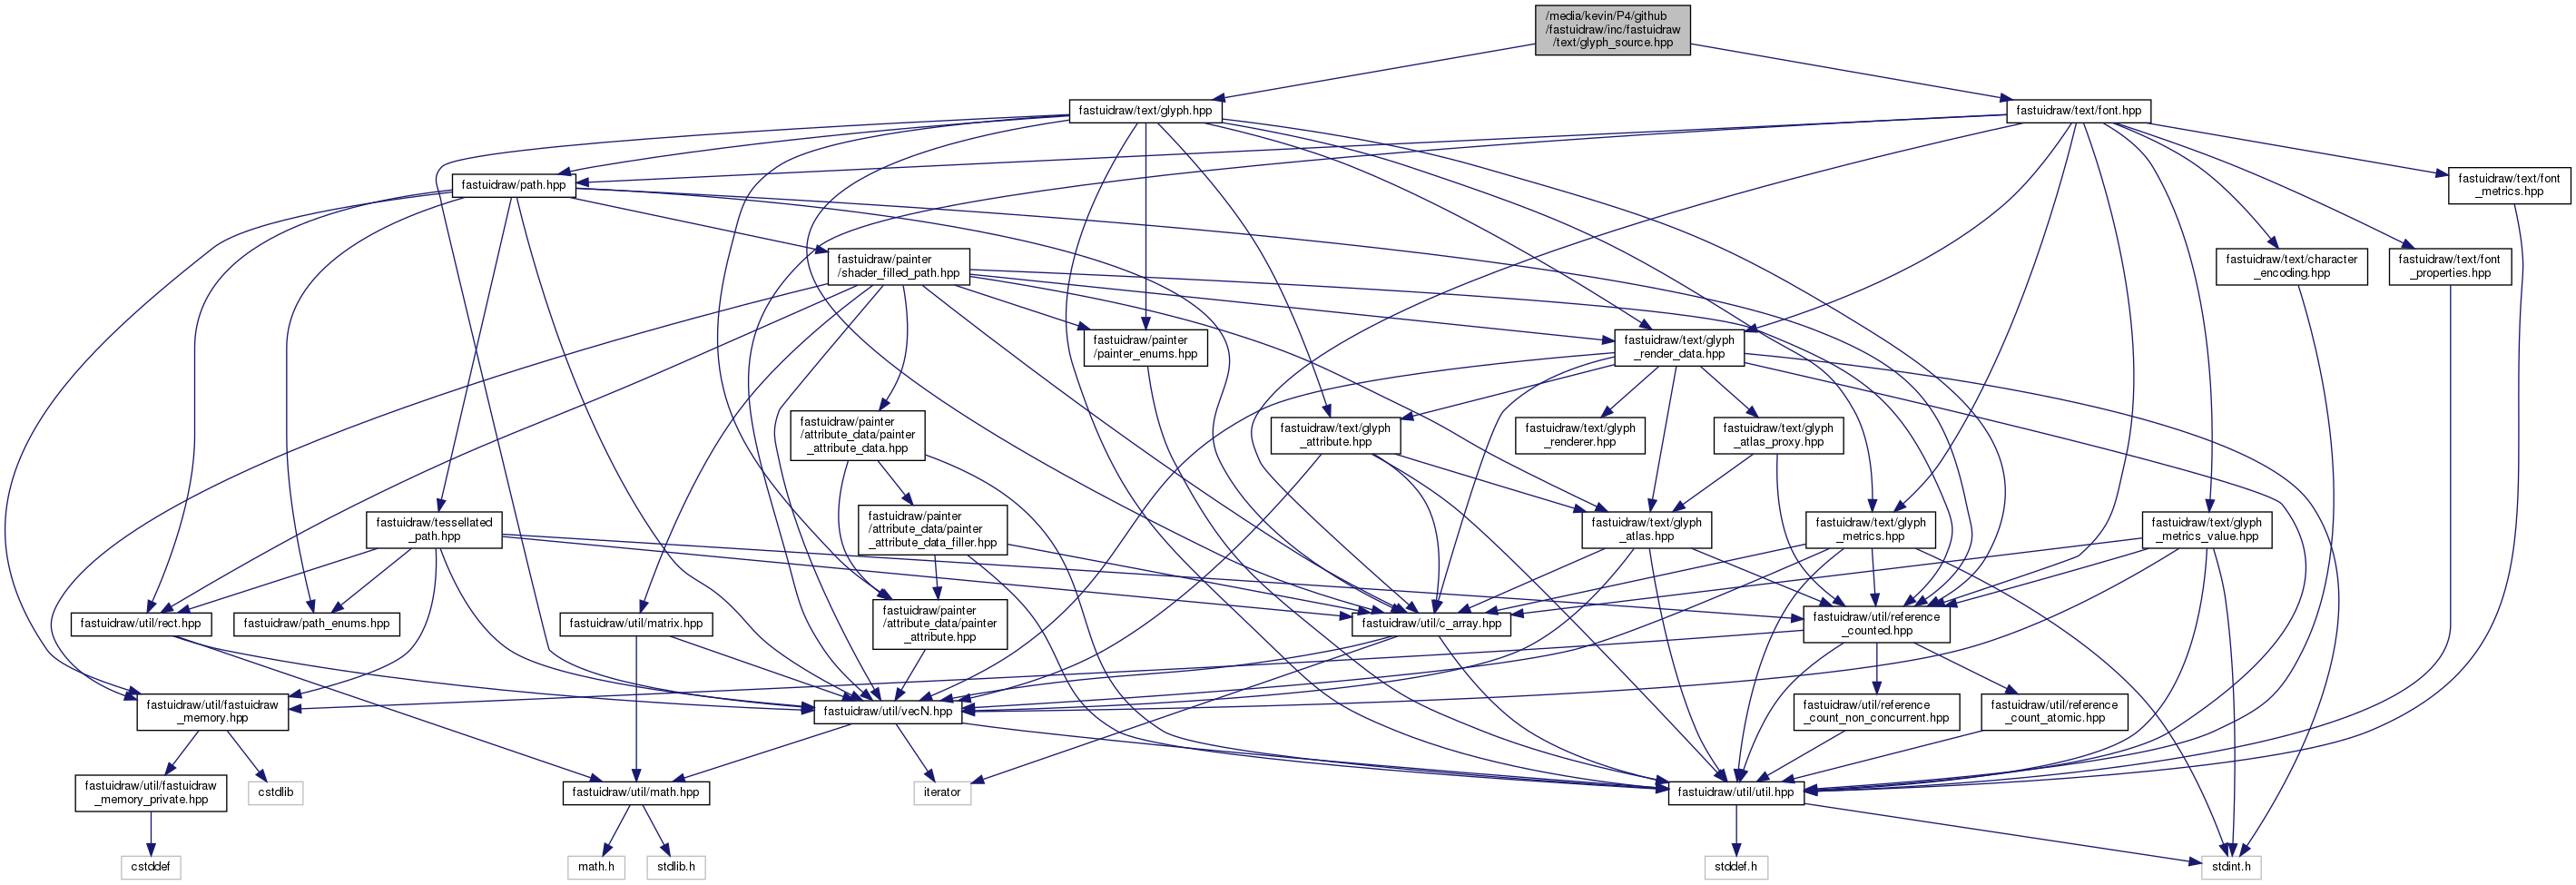 /media/kevin/P4/github
/fastuidraw/inc/fastuidraw
/text/glyph_source.hpp
fastuidraw/text/glyph.hpp
fastuidraw/text/font.hpp
fastuidraw/path.hpp
fastuidraw/text/font
_metrics.hpp
fastuidraw/painter
/shader_filled_path.hpp
fastuidraw/text/character
_encoding.hpp
fastuidraw/text/font
_properties.hpp
fastuidraw/painter
/painter_enums.hpp
fastuidraw/text/glyph
_render_data.hpp
fastuidraw/painter
/attribute_data/painter
_attribute_data.hpp
fastuidraw/text/glyph
_attribute.hpp
fastuidraw/text/glyph
_renderer.hpp
fastuidraw/text/glyph
_atlas_proxy.hpp
fastuidraw/tessellated
_path.hpp
fastuidraw/painter
/attribute_data/painter
_attribute_data_filler.hpp
fastuidraw/text/glyph
_atlas.hpp
fastuidraw/text/glyph
_metrics.hpp
fastuidraw/text/glyph
_metrics_value.hpp
fastuidraw/util/rect.hpp
fastuidraw/path_enums.hpp
fastuidraw/util/matrix.hpp
fastuidraw/painter
/attribute_data/painter
_attribute.hpp
fastuidraw/util/c_array.hpp
fastuidraw/util/reference
_counted.hpp
fastuidraw/util/fastuidraw
_memory.hpp
fastuidraw/util/vecN.hpp
fastuidraw/util/reference
_count_non_concurrent.hpp
fastuidraw/util/reference
_count_atomic.hpp
fastuidraw/util/fastuidraw
_memory_private.hpp
cstdlib
fastuidraw/util/math.hpp
iterator
fastuidraw/util/util.hpp
cstddef
math.h
stdlib.h
stddef.h
stdint.h